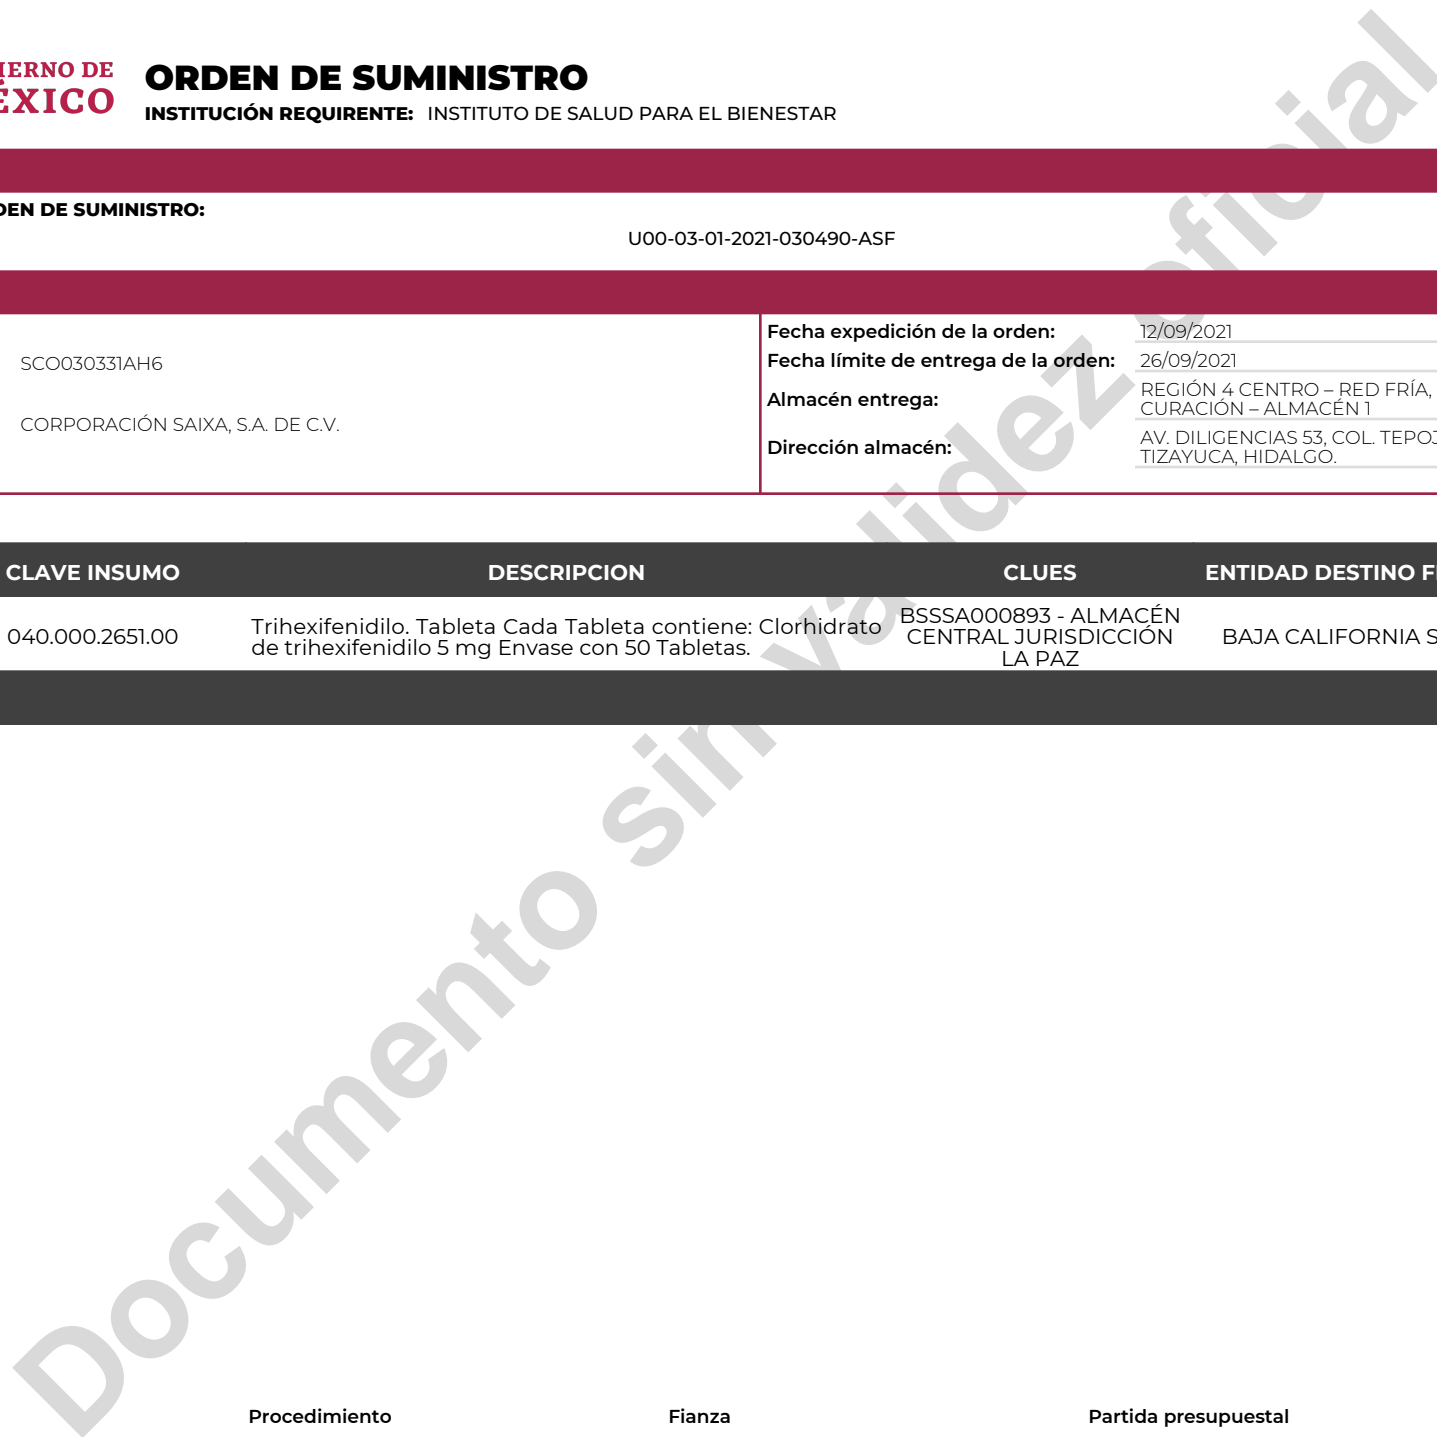 IERNO DE
ÉXICO
ORDEN DE SUMINISTRO
INSTITUCIÓN REQUIRENTE: INSTITUTO DE SALUD PARA EL BIENESTAR
DEN DE SUMINISTRO:
U00-03-01-2021-030490-ASF
SCO030331AH6
CORPORACIÓN SAIXA, S.A. DE C.V.
Fecha expedición de la orden: 12/09/2021
Fecha límite de entrega de la orden: 26/09/2021
Almacén entrega: REGIÓN 4 CENTRO – RED FRÍA,
CURACIÓN – ALMACÉN 1
Dirección almacén: AV. DILIGENCIAS 53, COL. TEPOJ
TIZAYUCA, HIDALGO.
CLAVE INSUMO DESCRIPCION CLUES ENTIDAD DESTINO F
040.000.2651.00
Trihexifenidilo. Tableta Cada Tableta contiene: Clorhidrato
de trihexifenidilo 5 mg Envase con 50 Tabletas.
BSSSA000893 - ALMACÉN
CENTRAL JURISDICCIÓN
LA PAZ
BAJA CALIFORNIA S
Documento sin validez oficial
Procedimiento Fianza Partida presupuestal